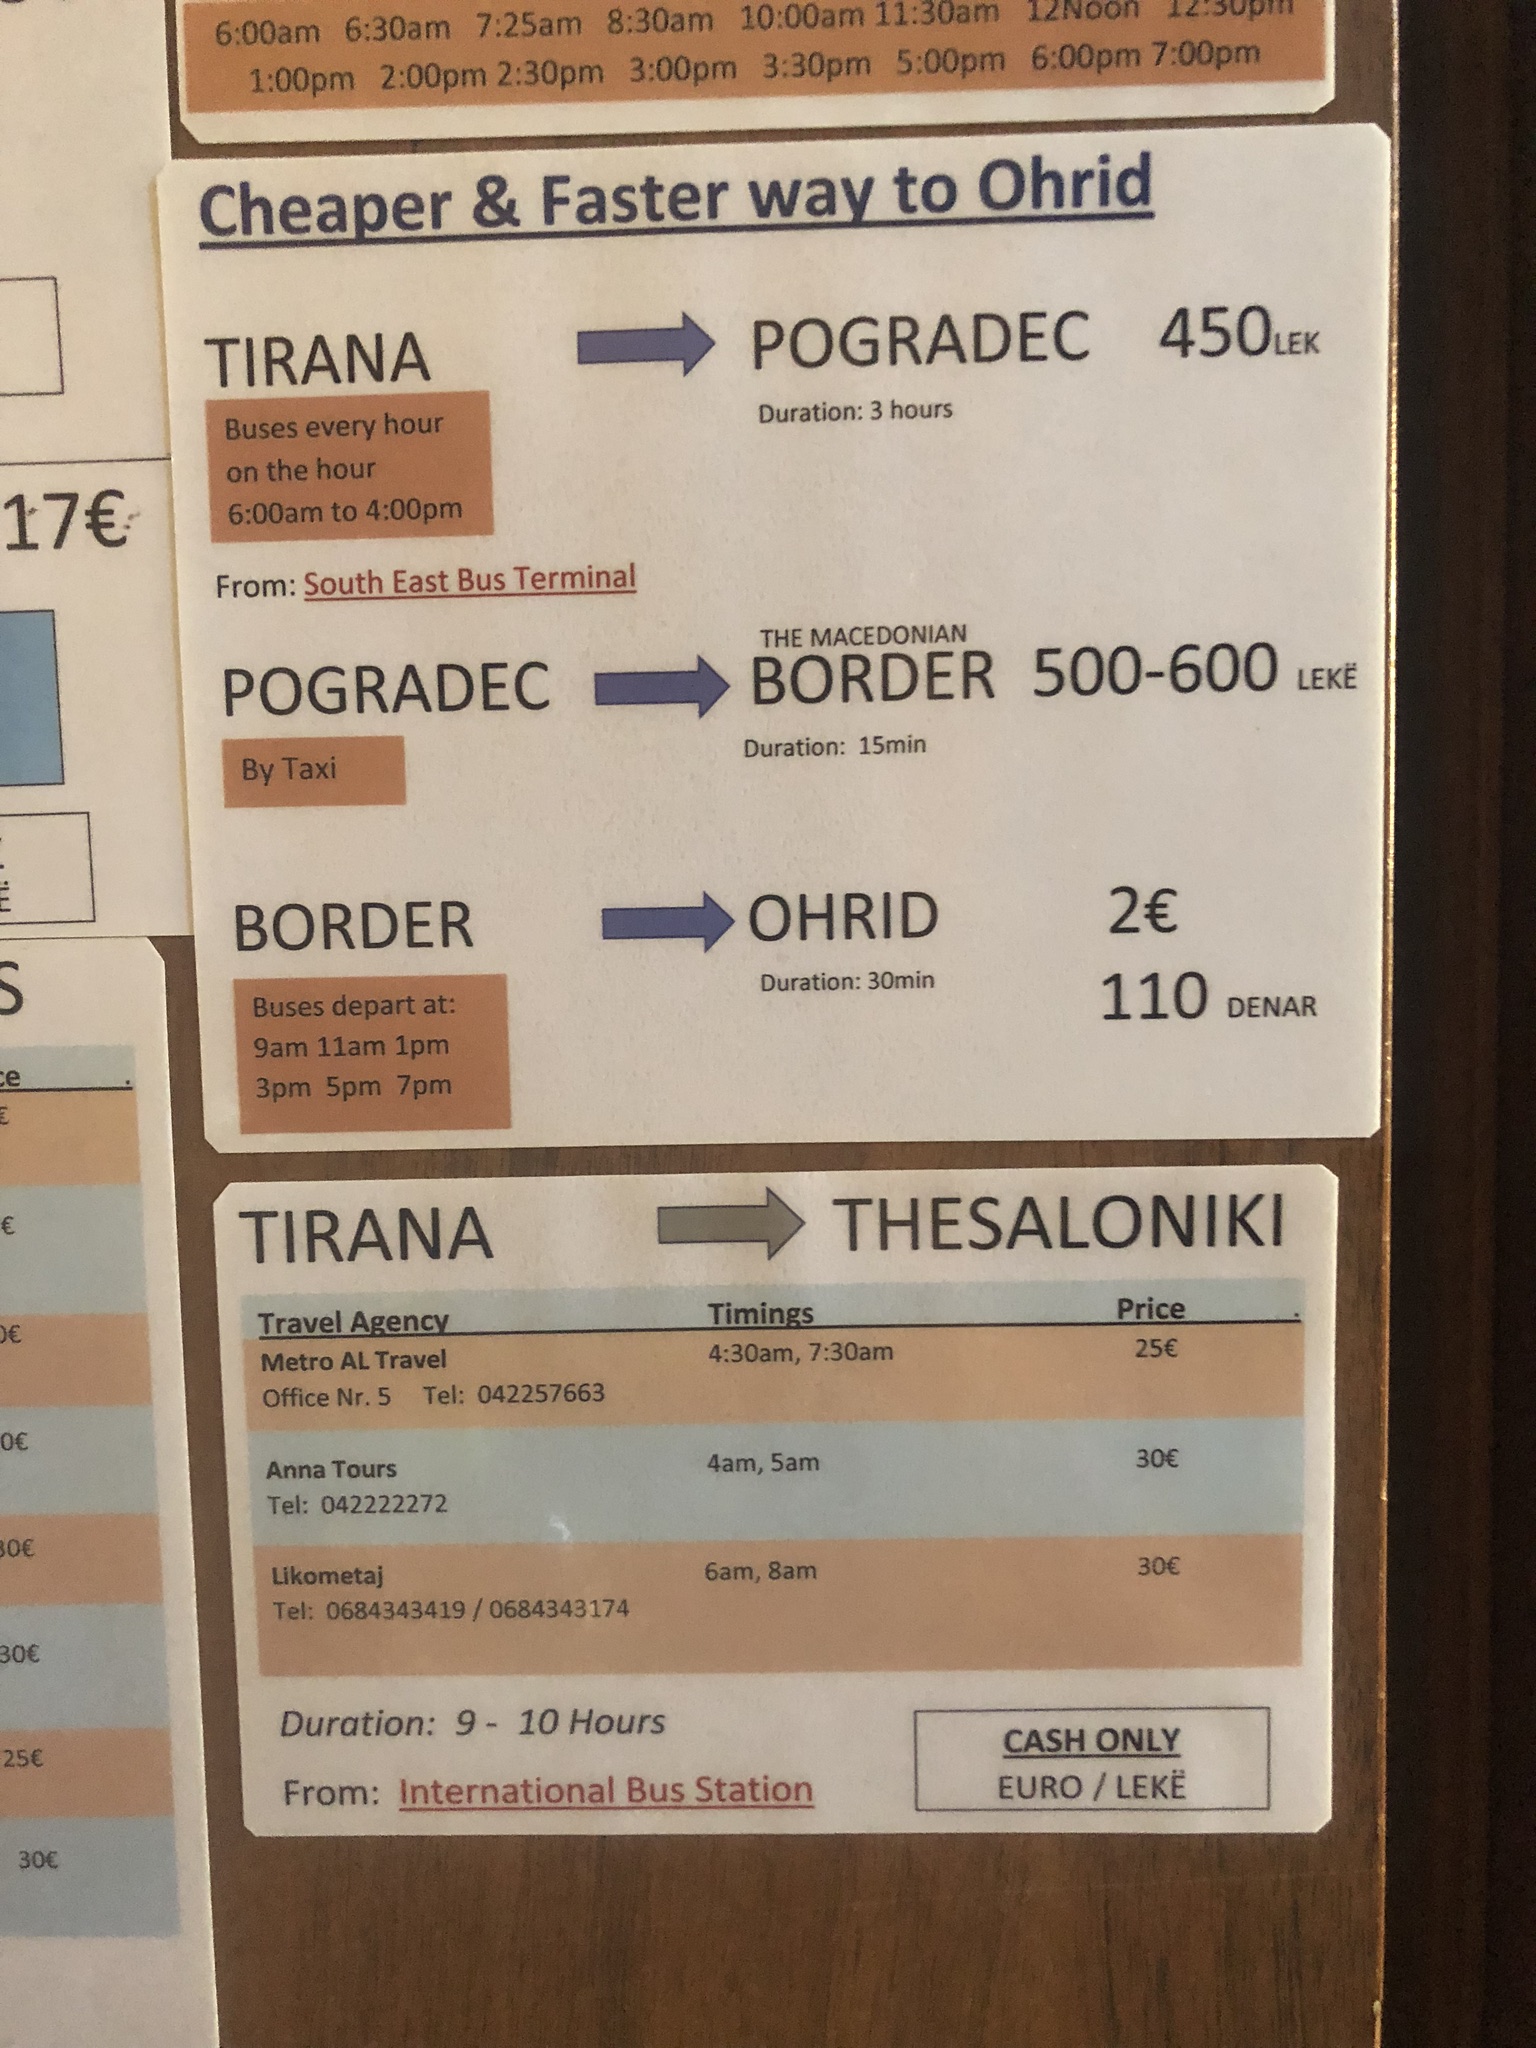 6:00am 6:30am 7:25am 8:30am 10:00am 11:30am 12Noon 12:30pm
1:00pm 2:00pm 2:30pm 3:00pm 3:30pm 5:00pm 6:00pm 7:00pm
Cheaper & Faster way to Ohrid
TIRANA POGRADEC 450LEK
Duration: 3 hours
Buses every hour
on the hour
6:00am to 4:00pm
From: South East Bus Terminal
THE MACEDONIAN
POGRADEC BORDER 500-600 LEKË
Duration: 15min
By Taxi
BORDER OHRID 2€
Duration: 30min
110 DENAR
Buses depart at:
9am 11am 1pm
3pm 5pm 7pm
TIRANA THESALONIKI
Travel Agency Timings Price .
Metro AL Travel 4:30am, 7:30am 25€
Office Nr. 5 Tel: 042257663
Anna Tours 4am, 5am 30€
Tel: 042222272
Likometaj 6am, 8am 30€
Tel: 0684343419 / 0684343174
Duration: 9 - 10 Hours
From: International Bus Station
CASH ONLY
EURO / LEKË
17€
S
ce .
€
€
0€
0€
30€
30€
25€
30€